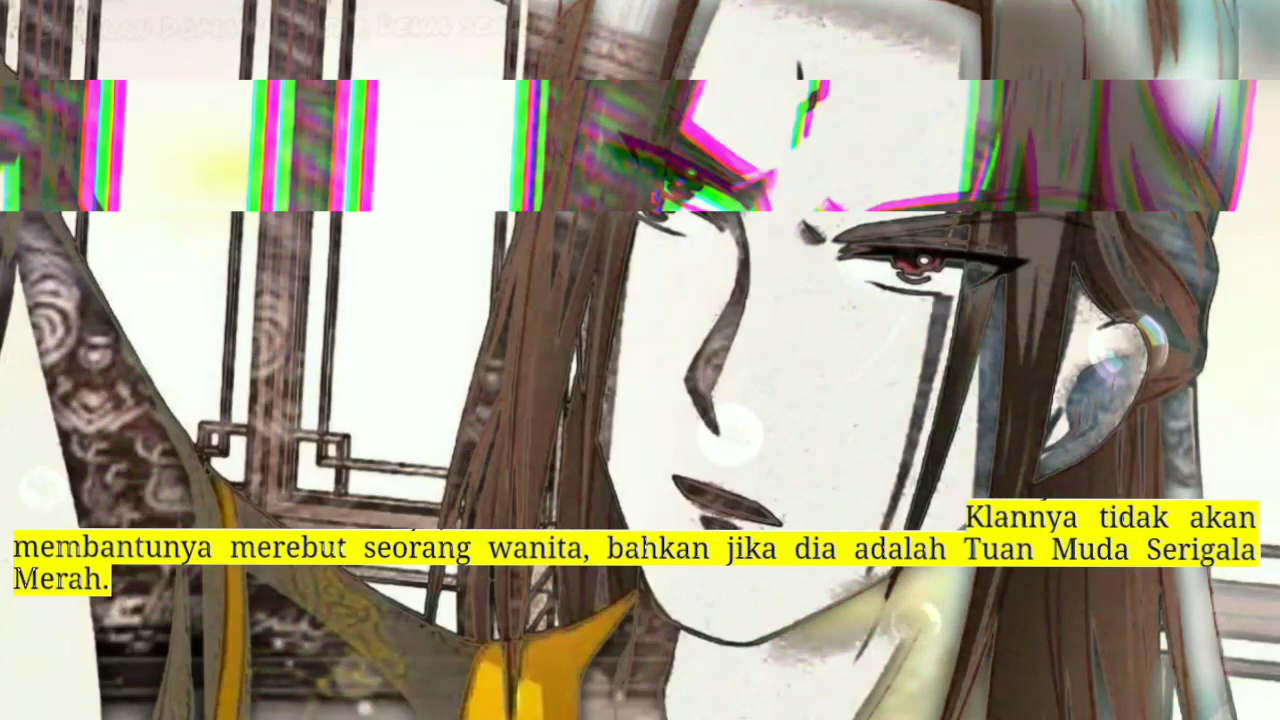 Klannya tidak akan
membantunya merebut seorang wanita, bahkan jika dia adalah Tuan Muda Serigala
Merah.